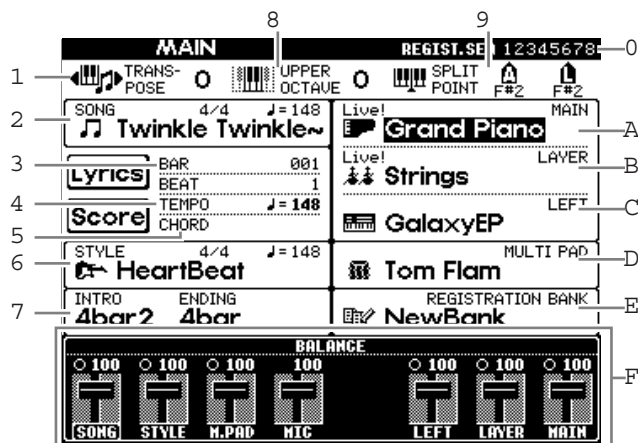 8 9
MAIN REGIST.SEQ 12345678 0
1 TRANS-POSE 0 UPPER OCTAVE 0 SPLIT POINT A F#2 L F#2
2 SONG 4/4 ♩=148 Live! MAIN
Twinkle Twinkle~ Grand Piano A
3 Lyrics BAR 001 Live! LAYER
BEAT 1 Strings B
4 Score TEMPO ♩=148 LEFT
5 CHORD GalaxyEP C
6 STYLE 4/4 ♩=148 MULTI PAD
HeartBeat Tom Flam D
7 INTRO ENDING REGISTRATION BANK
4bar2 4bar NewBank E
BALANCE
100 100 100 100 100 100 100 F
SONG STYLE M.PAD MIC LEFT LAYER MAIN